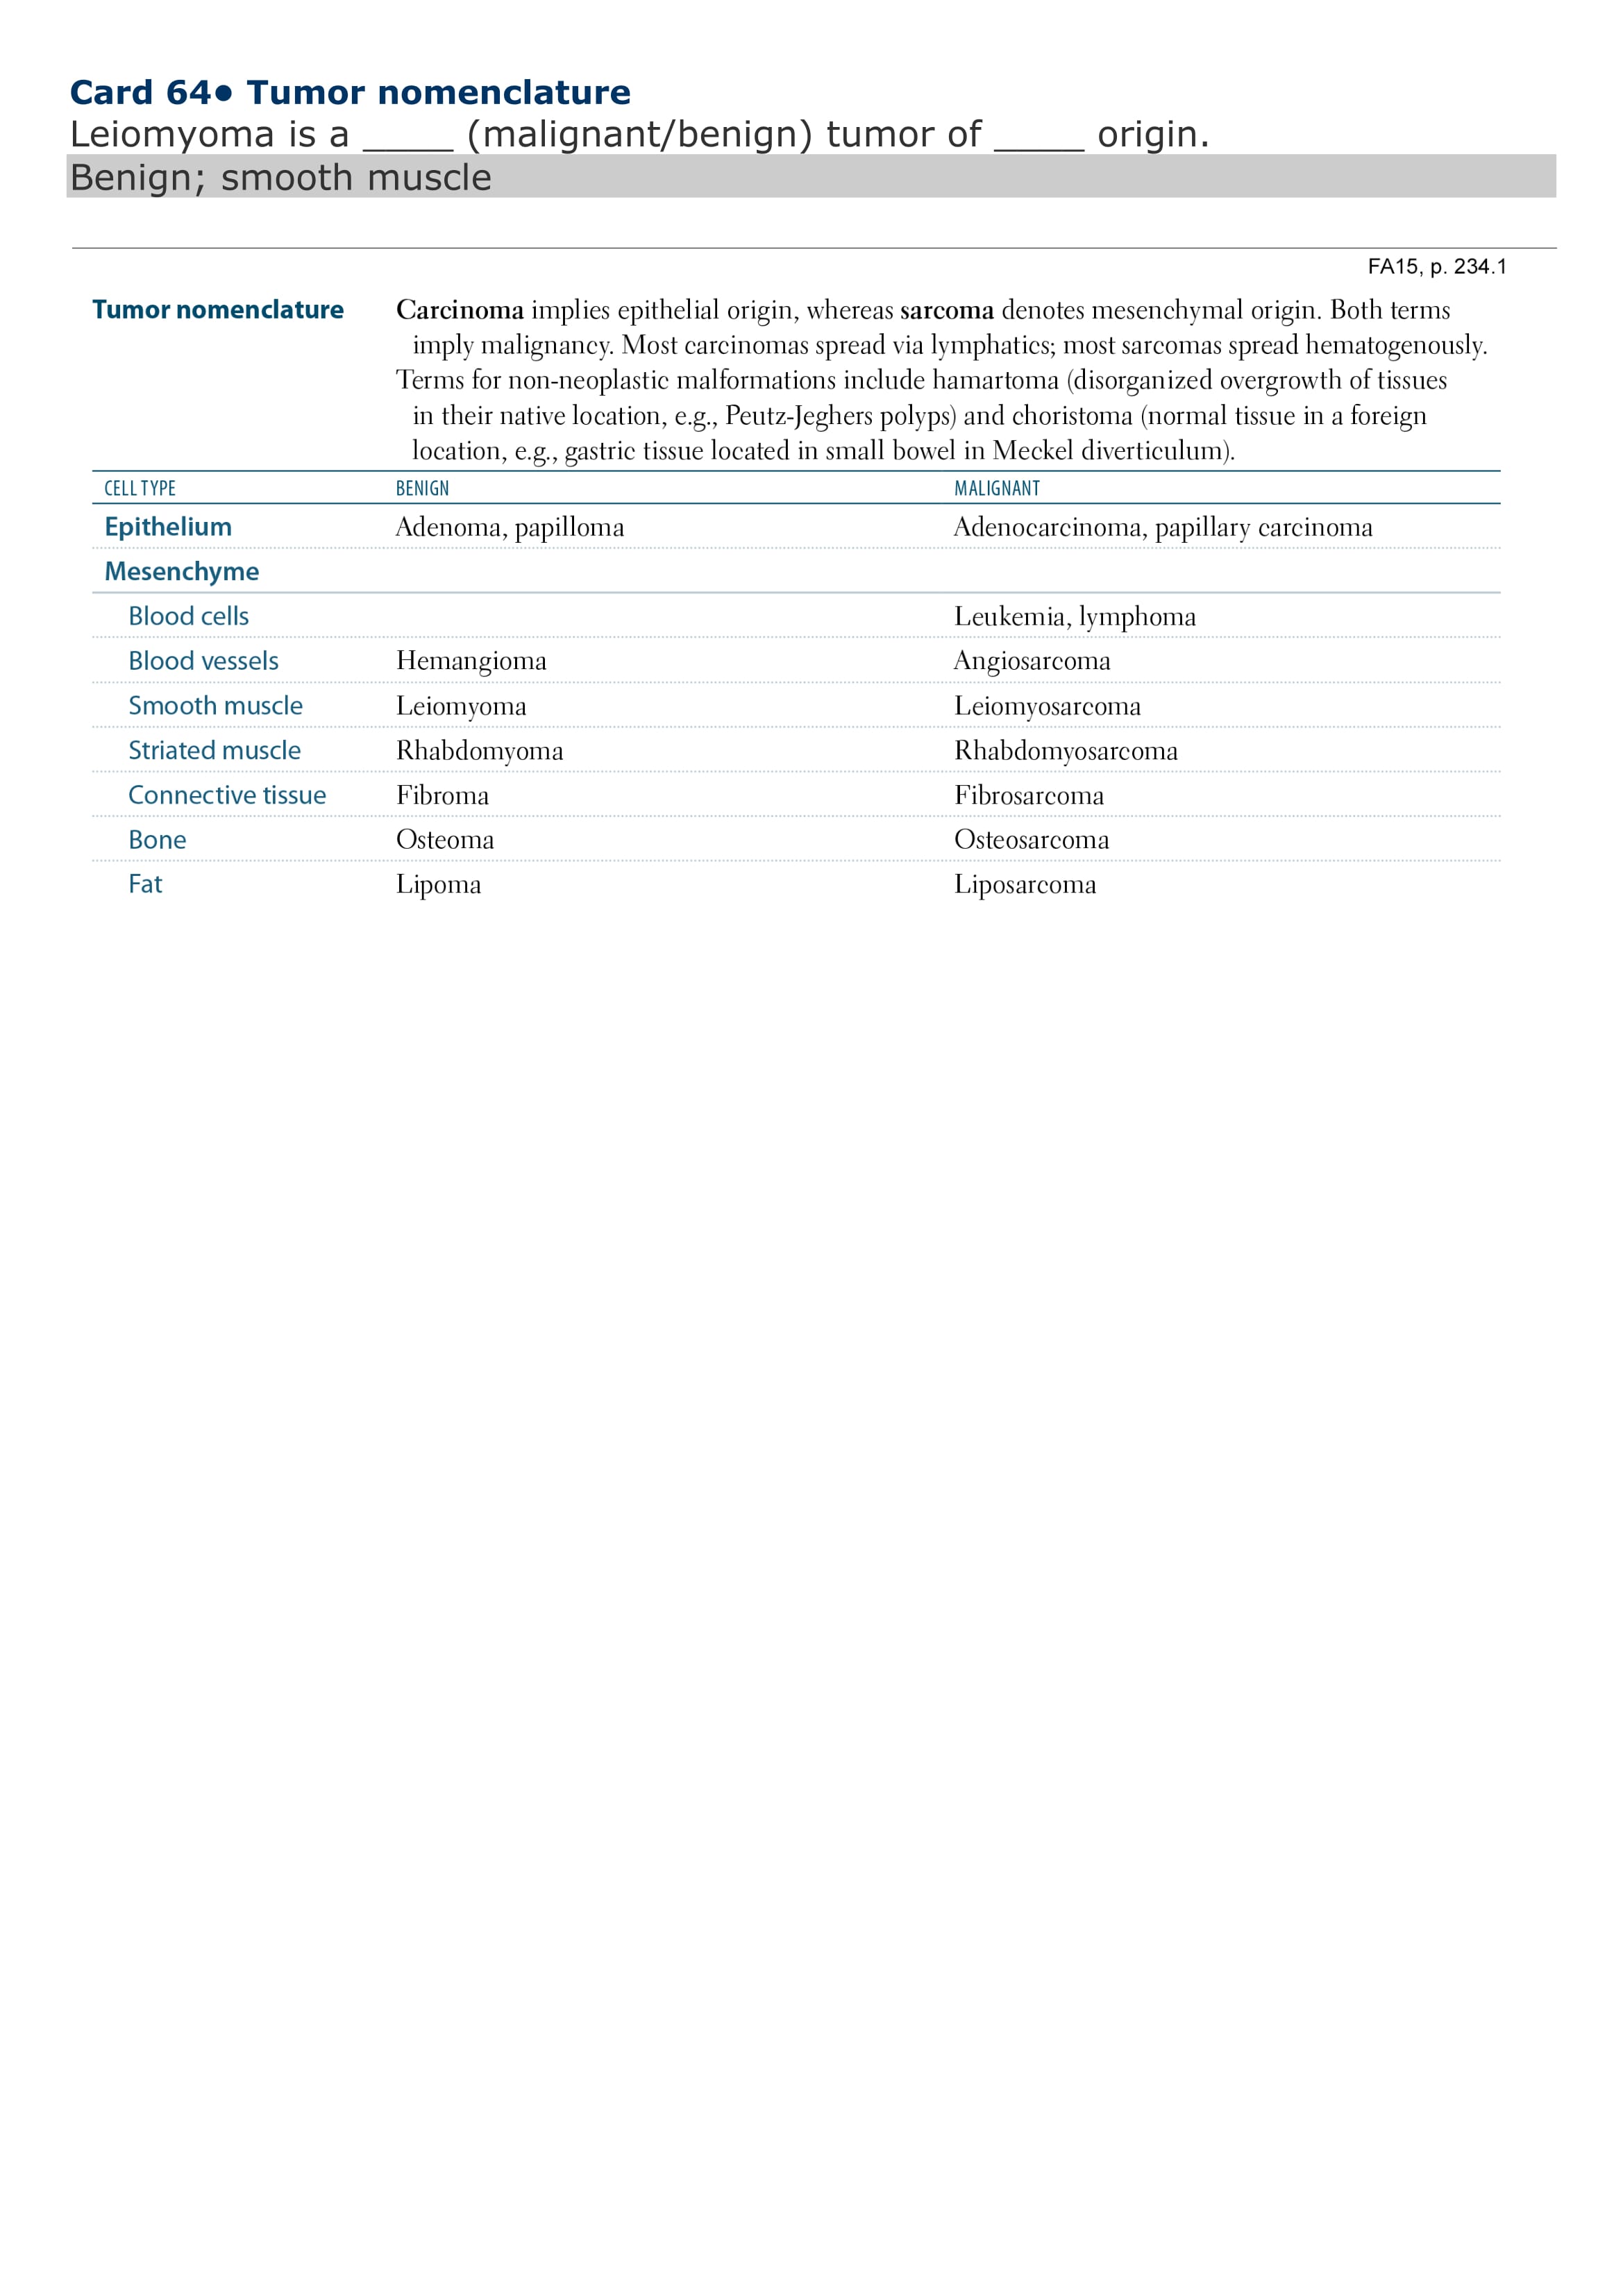 Card 64● Tumor nomenclature
Leiomyoma is a _____ (malignant/benign) tumor of _____ origin.
Benign; smooth muscle
FA15, p. 234.1
Tumor nomenclature Carcinoma implies epithelial origin, whereas sarcoma denotes mesenchymal origin. Both terms
imply malignancy. Most carcinomas spread via lymphatics; most sarcomas spread hematogenously.
Terms for non-neoplastic malformations include hamartoma (disorganized overgrowth of tissues
in their native location, e.g., Peutz-Jeghers polyps) and choristoma (normal tissue in a foreign
location, e.g., gastric tissue located in small bowel in Meckel diverticulum).
CELL TYPE BENIGN MALIGNANT
Epithelium Adenoma, papilloma Adenocarcinoma, papillary carcinoma
Mesenchyme
Blood cells Leukemia, lymphoma
Blood vessels Hemangioma Angiosarcoma
Smooth muscle Leiomyoma Leiomyosarcoma
Striated muscle Rhabdomyoma Rhabdomyosarcoma
Connective tissue Fibroma Fibrosarcoma
Bone Osteoma Osteosarcoma
Fat Lipoma Liposarcoma